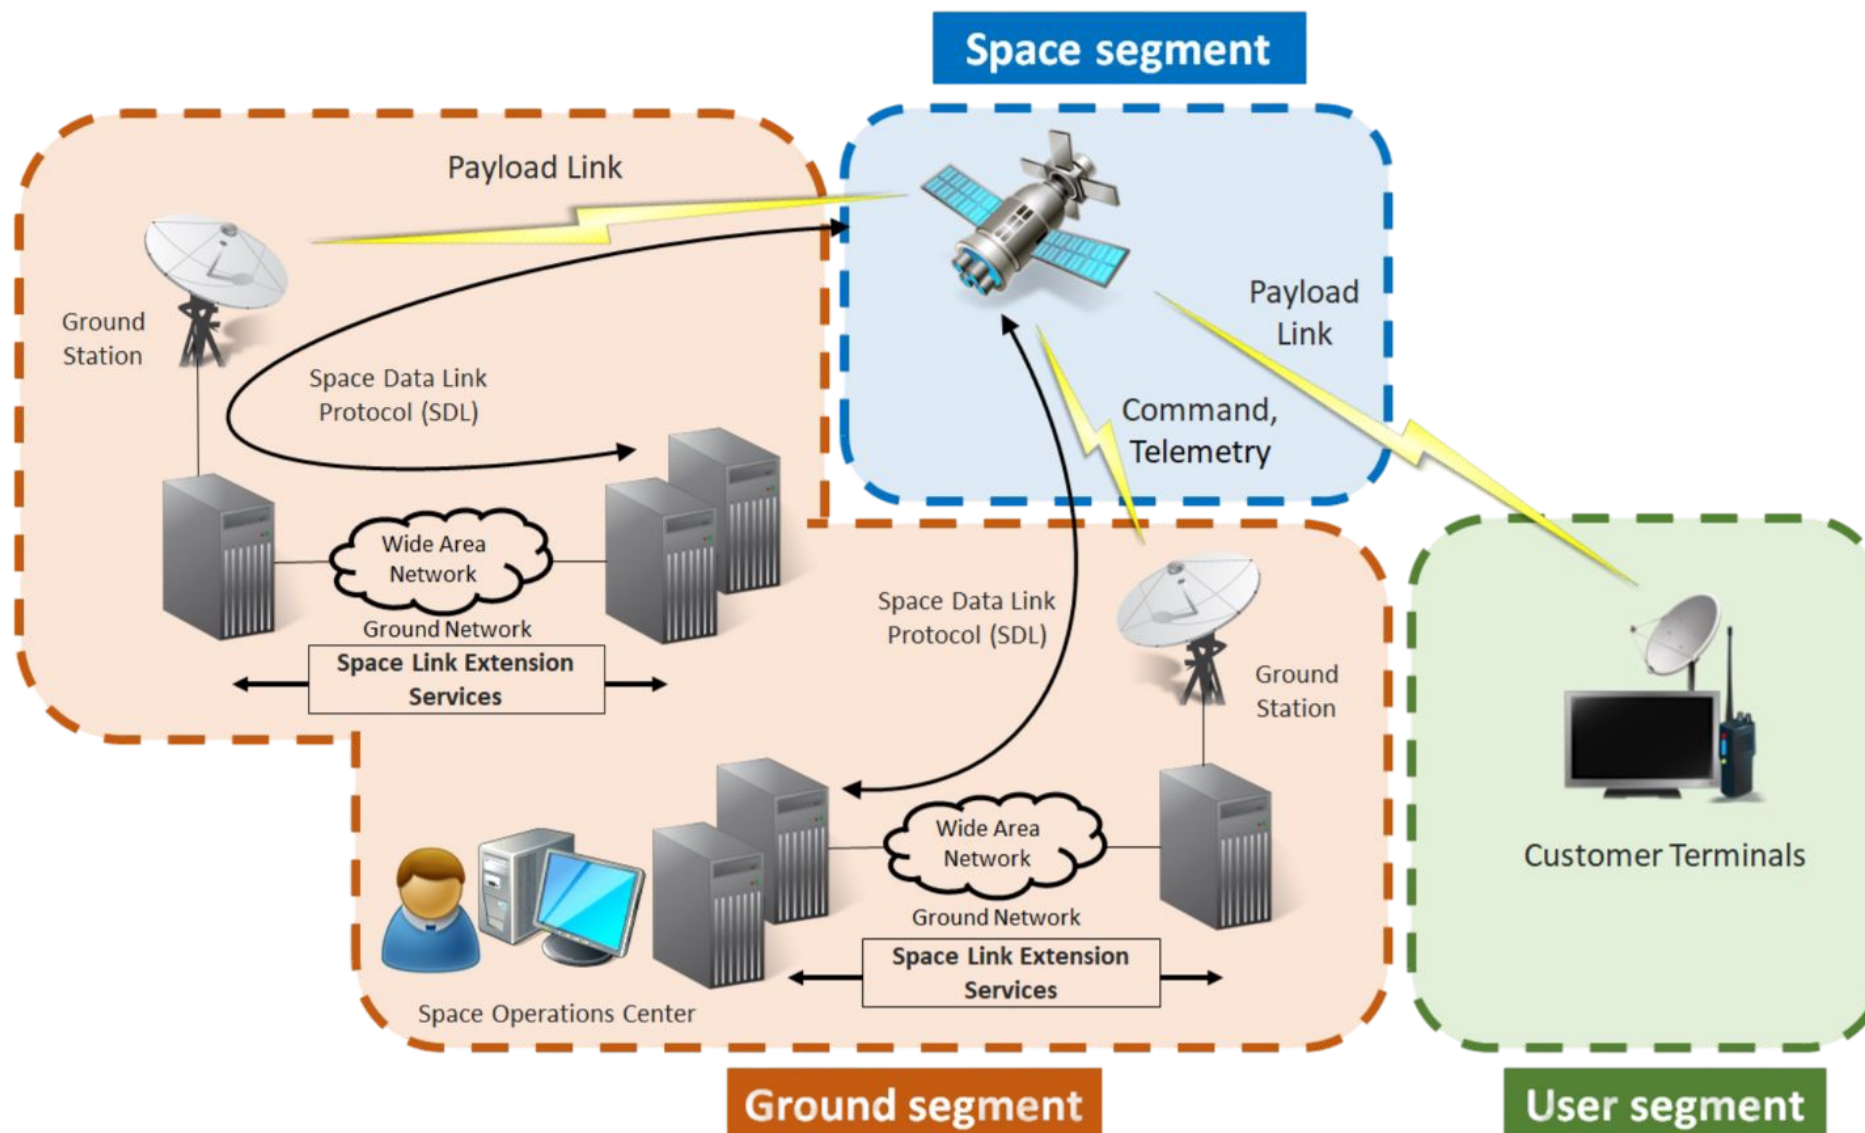 Space segment
Payload Link
Ground
Station
Space Data Link
Protocol (SDL)
Wide Area
Network
Ground Network
Space Link Extension
Services
Payload
Link
Command,
Telemetry
Space Data Link
Protocol (SDL)
Ground
Station
Wide Area
Network
Ground Network
Space Link Extension
Services
Space Operations Center
Customer Terminals
Ground segment
User segment